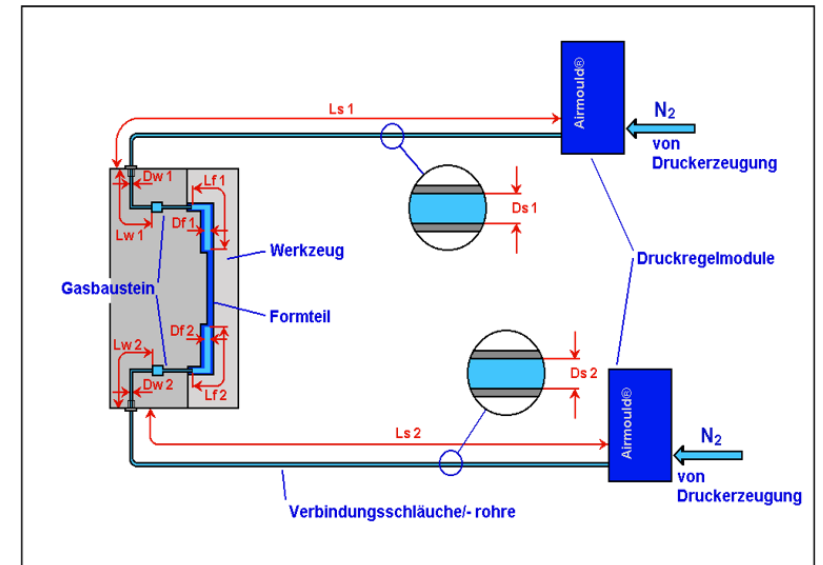 Ls 1
Airmould®
N2
von
Druckerzeugung
Dw 1
Lf 1
Ds 1
Df 1
Lw 1
Werkzeug
Druckregelmodule
Gasbaustein
Formteil
Df 2
Lw 2
Dw 2
Lf 2
Ds 2
Ls 2
Airmould®
N2
von
Druckerzeugung
Verbindungsschläuche/- rohre